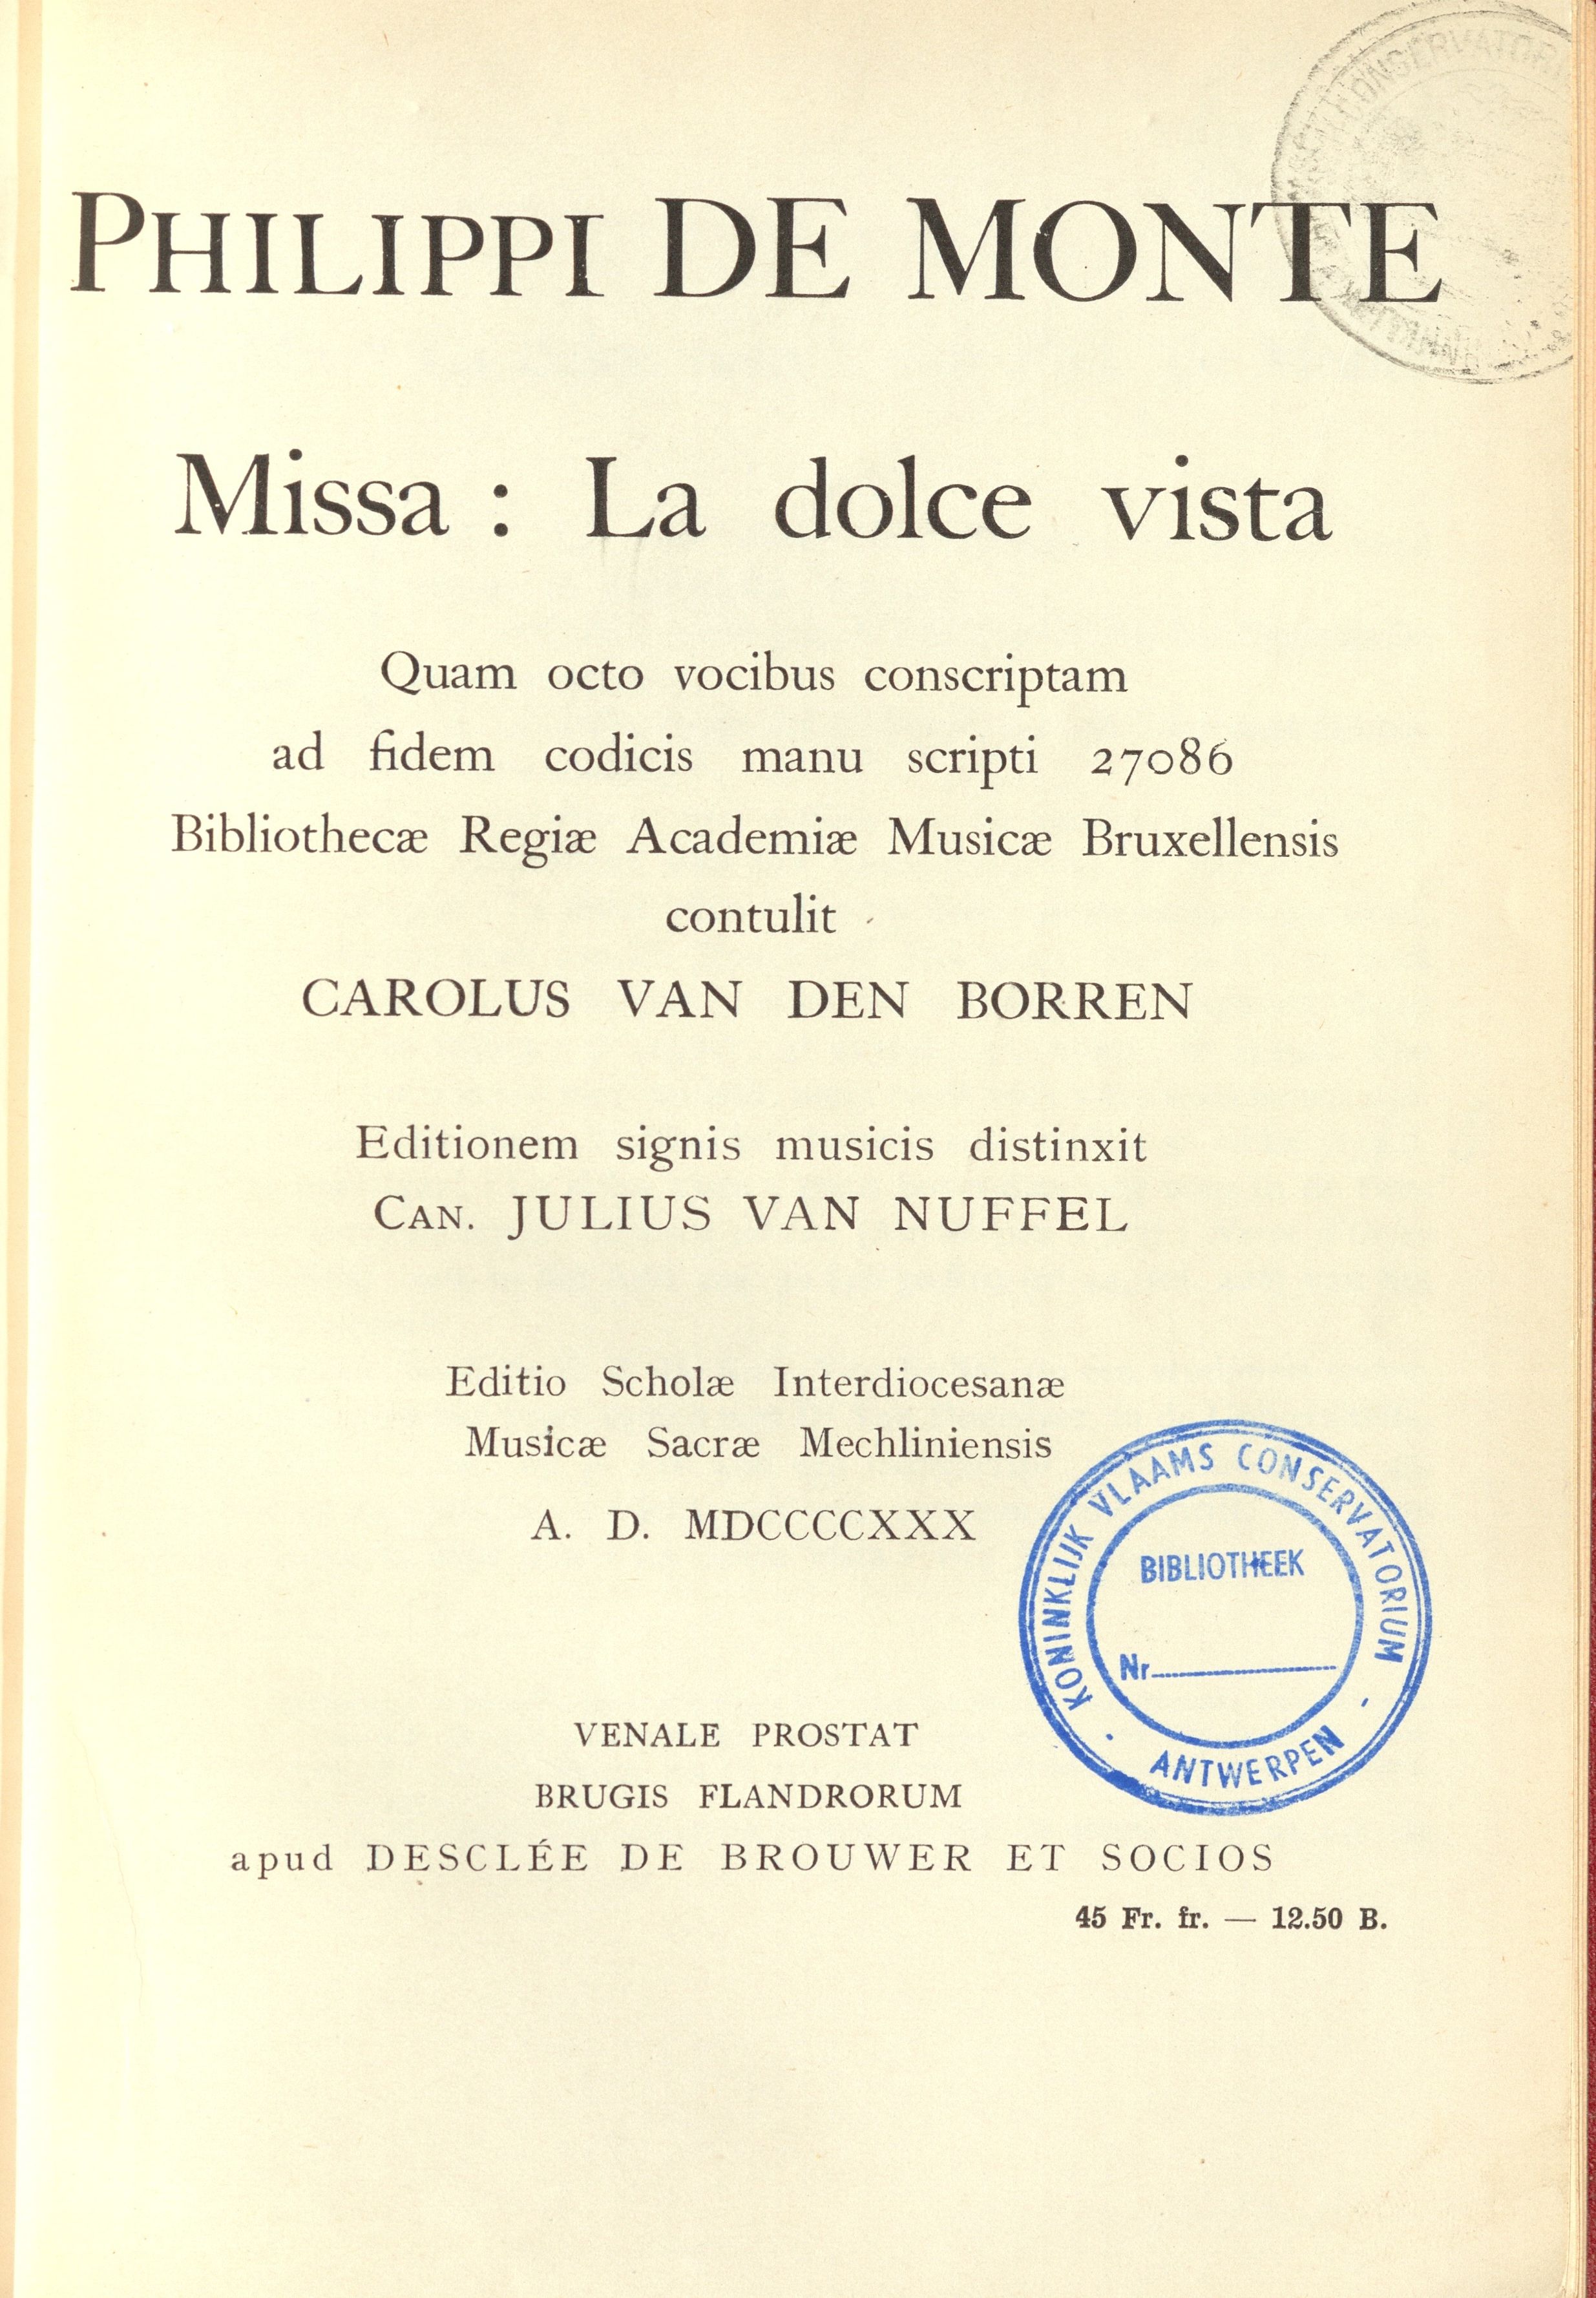 PHILIPPI DE MONTE
Missa : La dolce vista
Quam octo vocibus conscriptam
ad fidem codicis manu scripti 27086
Bibliothecæ Regiæ Academiæ Musicæ Bruxellensis
contulit
CAROLUS VAN DEN BORREN
Editionem signis musicis distinxit
CAN. JULIUS VAN NUFFEL
Editio Scholæ Interdiocesanæ
Musicæ Sacræ Mechliniensis
A. D. MDCCCCXXX
KONINKLIJK VLAAMS CONSERVATORIUM
BIBLIOTHEEK
Nr
- ANTWERPEN -
VENALE PROSTAT
BRUGIS FLANDRORUM
apud DESCLÉE DE BROUWER ET SOCIOS
45 Fr. fr. — 12.50 B.